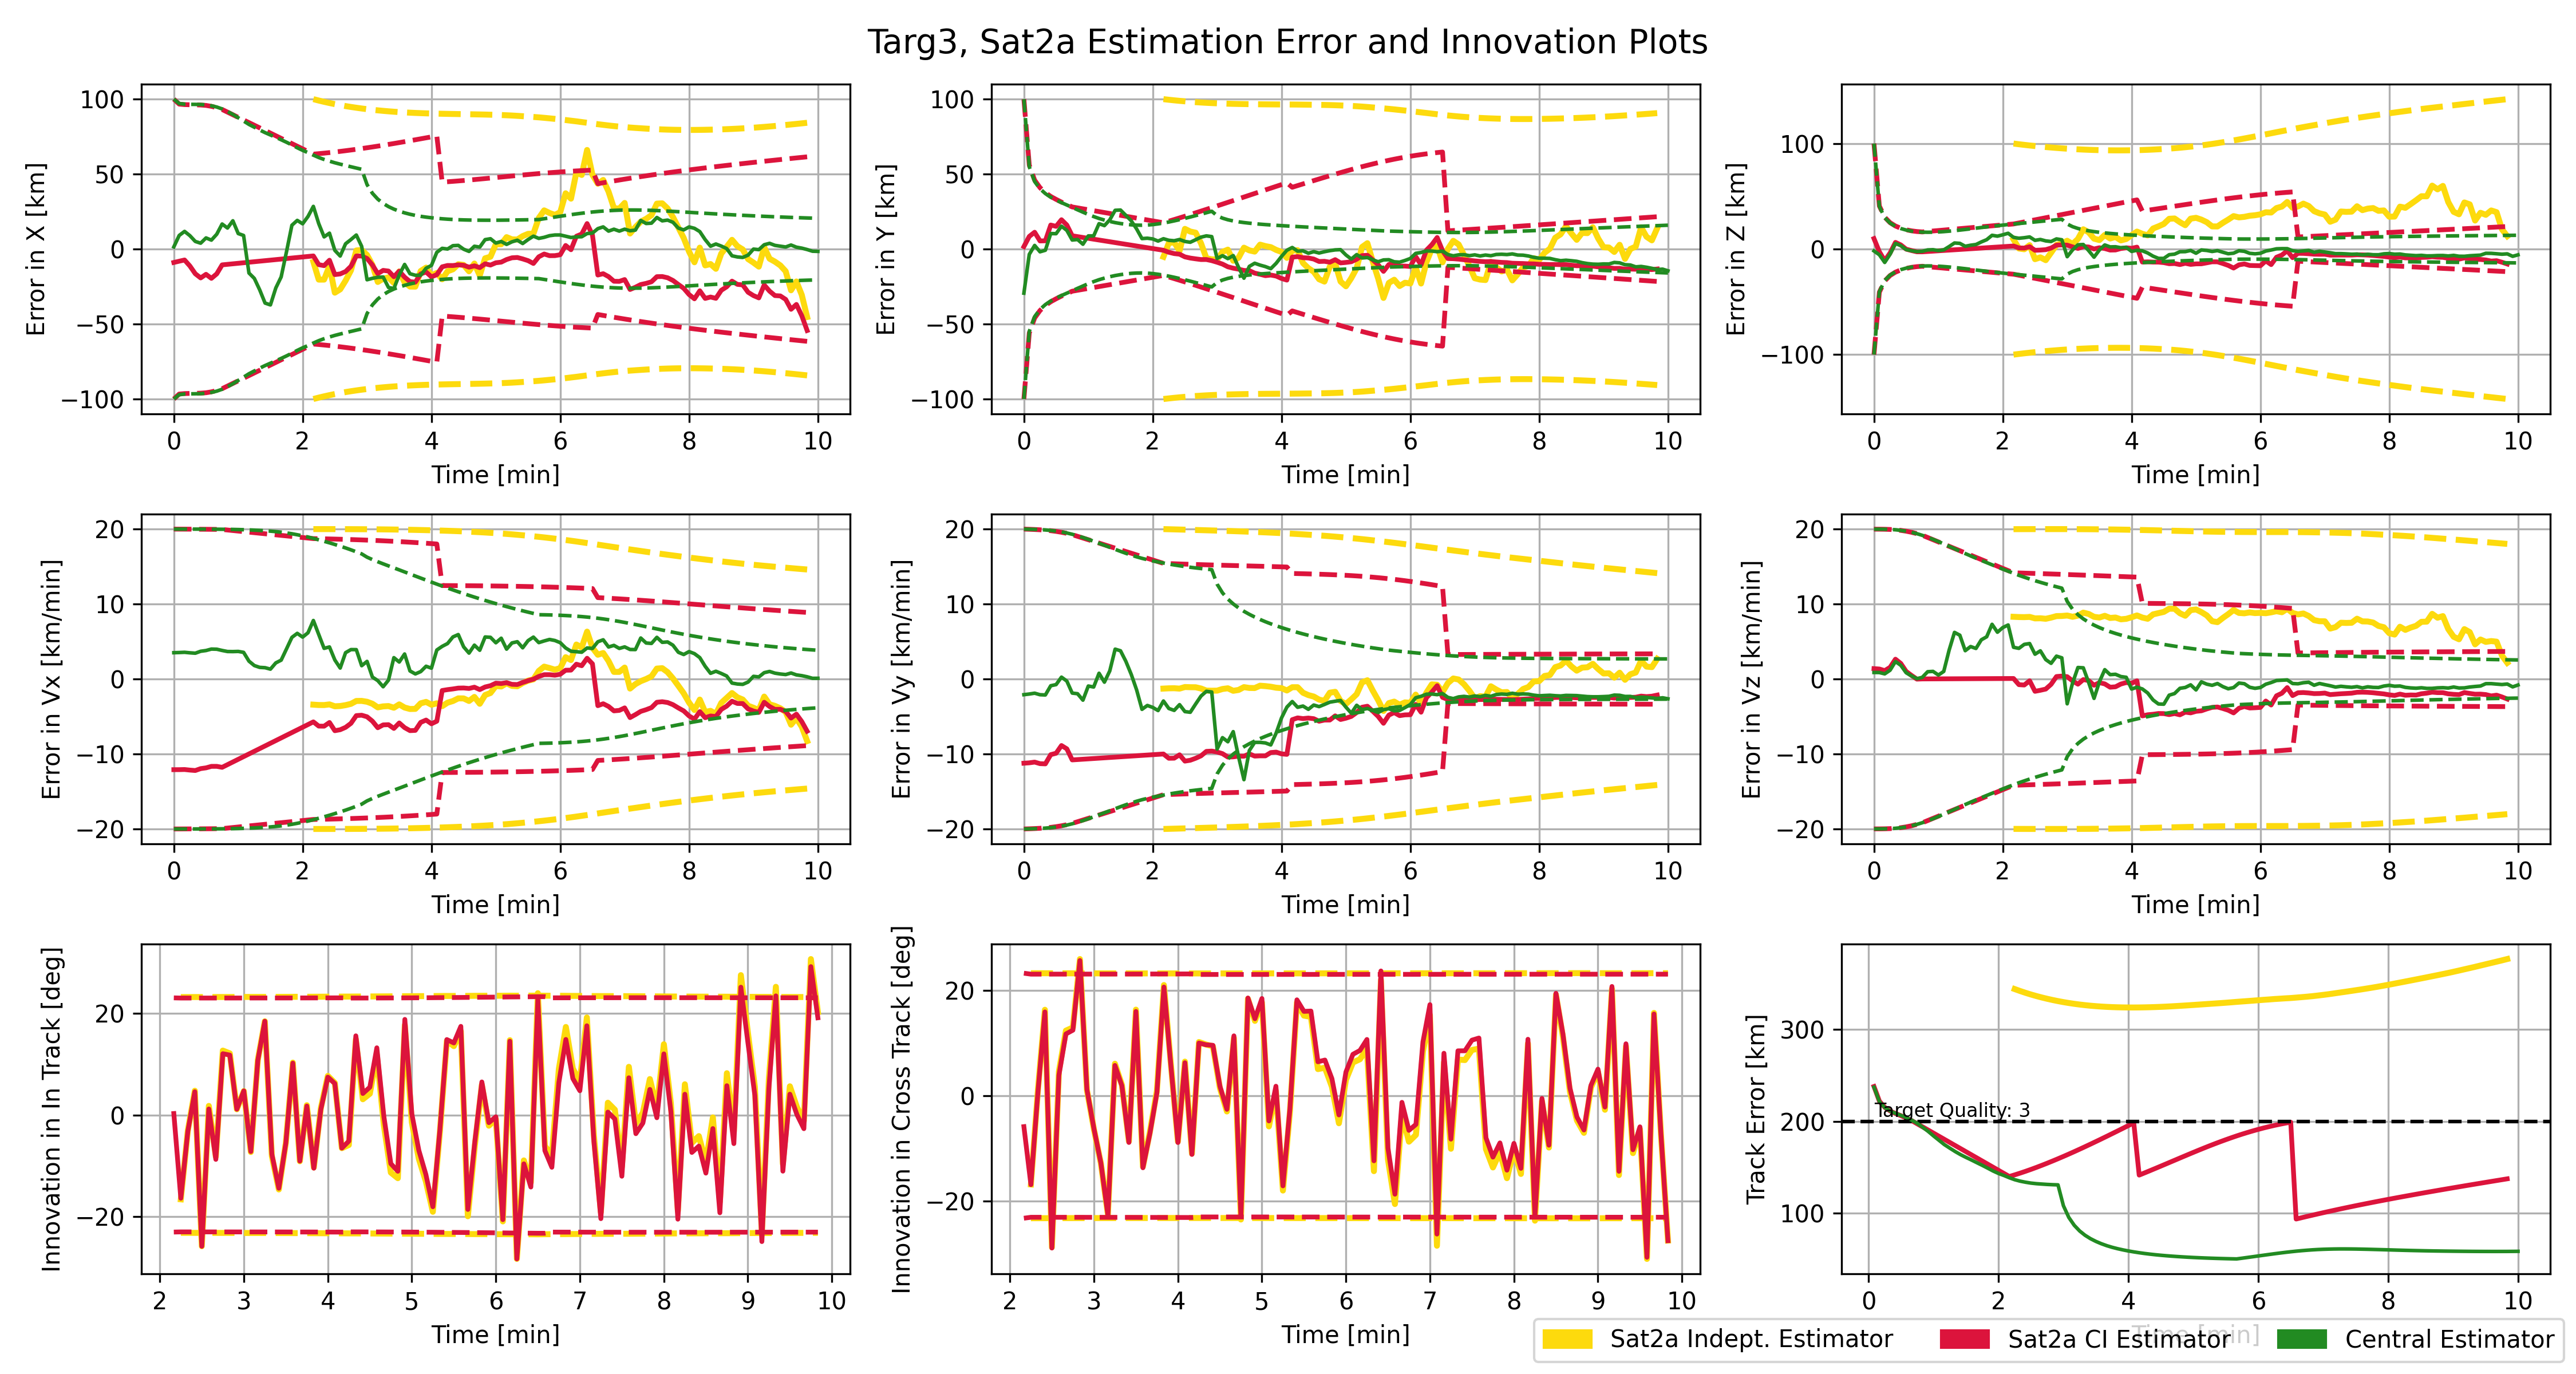 Targ3, Sat2a Estimation Error and Innovation Plots
Error in X [km]
100
50
0
−50
−100
0 2 4 6 8 10
Time [min]
Error in Y [km]
100
50
0
−50
−100
0 2 4 6 8 10
Time [min]
Error in Z [km]
100
0
−100
0 2 4 6 8 10
Time [min]
Error in Vx [km/min]
20
10
0
−10
−20
0 2 4 6 8 10
Time [min]
Error in Vy [km/min]
20
10
0
−10
−20
0 2 4 6 8 10
Time [min]
Error in Vz [km/min]
20
10
0
−10
−20
0 2 4 6 8 10
Time [min]
Innovation in In Track [deg]
20
0
−20
2 3 4 5 6 7 8 9 10
Time [min]
Innovation in Cross Track [deg]
20
0
−20
2 3 4 5 6 7 8 9 10
Time [min]
Track Error [km]
300
200
100
Target Quality: 3
0 2 4 6 8 10
Time [min]
Sat2a Indept. Estimator
Sat2a CI Estimator
Central Estimator